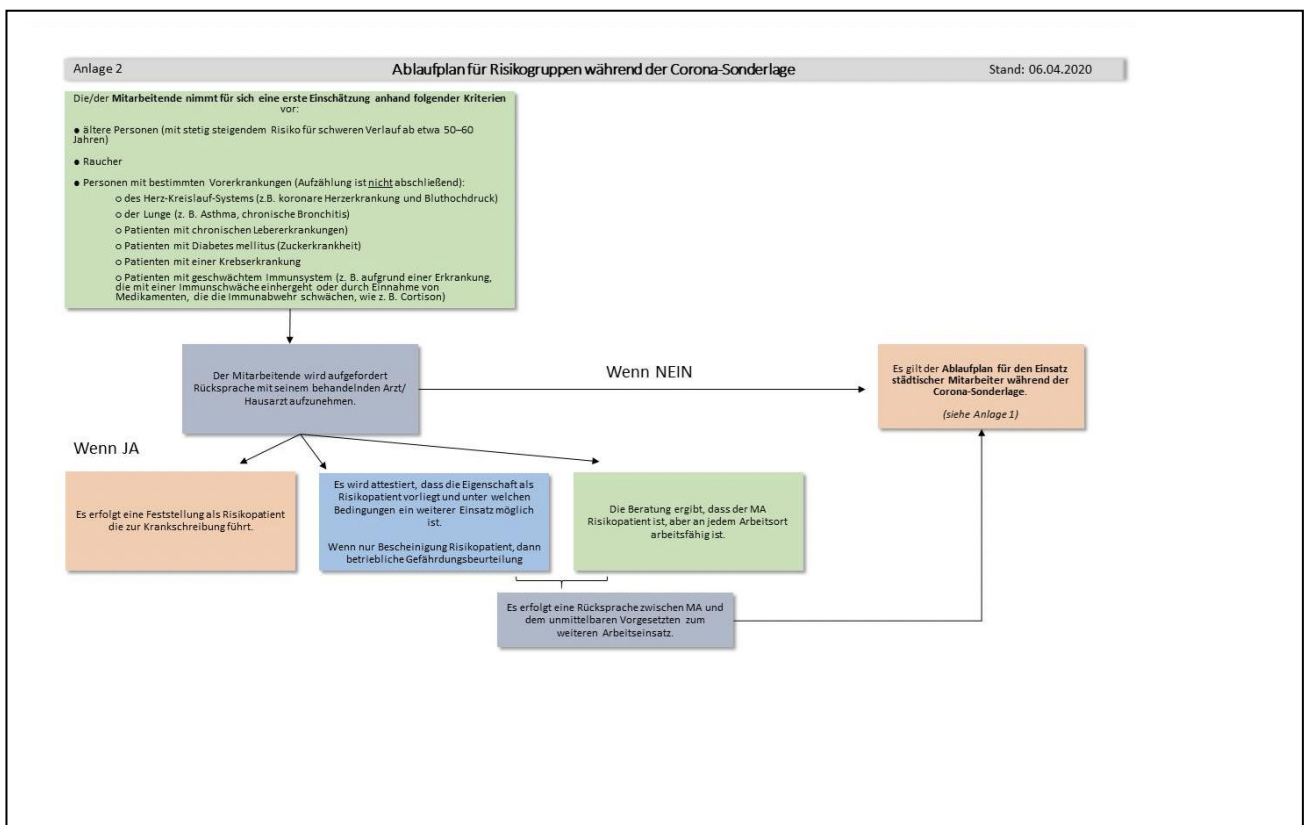 Anlage 2 Ablaufplan für Risikogruppen während der Corona-Sonderlage Stand: 06.04.2020
Die/der Mitarbeitende nimmt für sich eine erste Einschätzung anhand folgender Kriterien
vor:
● ältere Personen (mit stetig steigendem Risiko für schweren Verlauf ab etwa 50–60
Jahren)
● Raucher
● Personen mit bestimmten Vorerkrankungen (Aufzählung ist nicht abschließend):
o des Herz-Kreislauf-Systems (z.B. koronare Herzerkrankung und Bluthochdruck)
o der Lunge (z. B. Asthma, chronische Bronchitis)
o Patienten mit chronischen Lebererkrankungen)
o Patienten mit Diabetes mellitus (Zuckerkrankheit)
o Patienten mit einer Krebserkrankung
o Patienten mit geschwächtem Immunsystem (z. B. aufgrund einer Erkrankung,
die mit einer Immunschwäche einhergeht oder durch Einnahme von
Medikamenten, die die Immunabwehr schwächen, wie z. B. Cortison)
Der Mitarbeitende wird aufgefordert
Rücksprache mit seinem behandelnden Arzt/
Hausarzt aufzunehmen.
Wenn NEIN
Es gilt der Ablaufplan für den Einsatz
städtischer Mitarbeiter während der
Corona-Sonderlage.
(siehe Anlage 1)
Wenn JA
Es erfolgt eine Feststellung als Risikopatient
die zur Krankschreibung führt.
Es wird attestiert, dass die Eigenschaft als
Risikopatient vorliegt und unter welchen
Bedingungen ein weiterer Einsatz möglich
ist.
Wenn nur Bescheinigung Risikopatient, dann
betriebliche Gefährdungsbeurteilung
Die Beratung ergibt, dass der MA
Risikopatient ist, aber an jedem Arbeitsort
arbeitsfähig ist.
Es erfolgt eine Rücksprache zwischen MA und
dem unmittelbaren Vorgesetzten zum
weiteren Arbeitseinsatz.